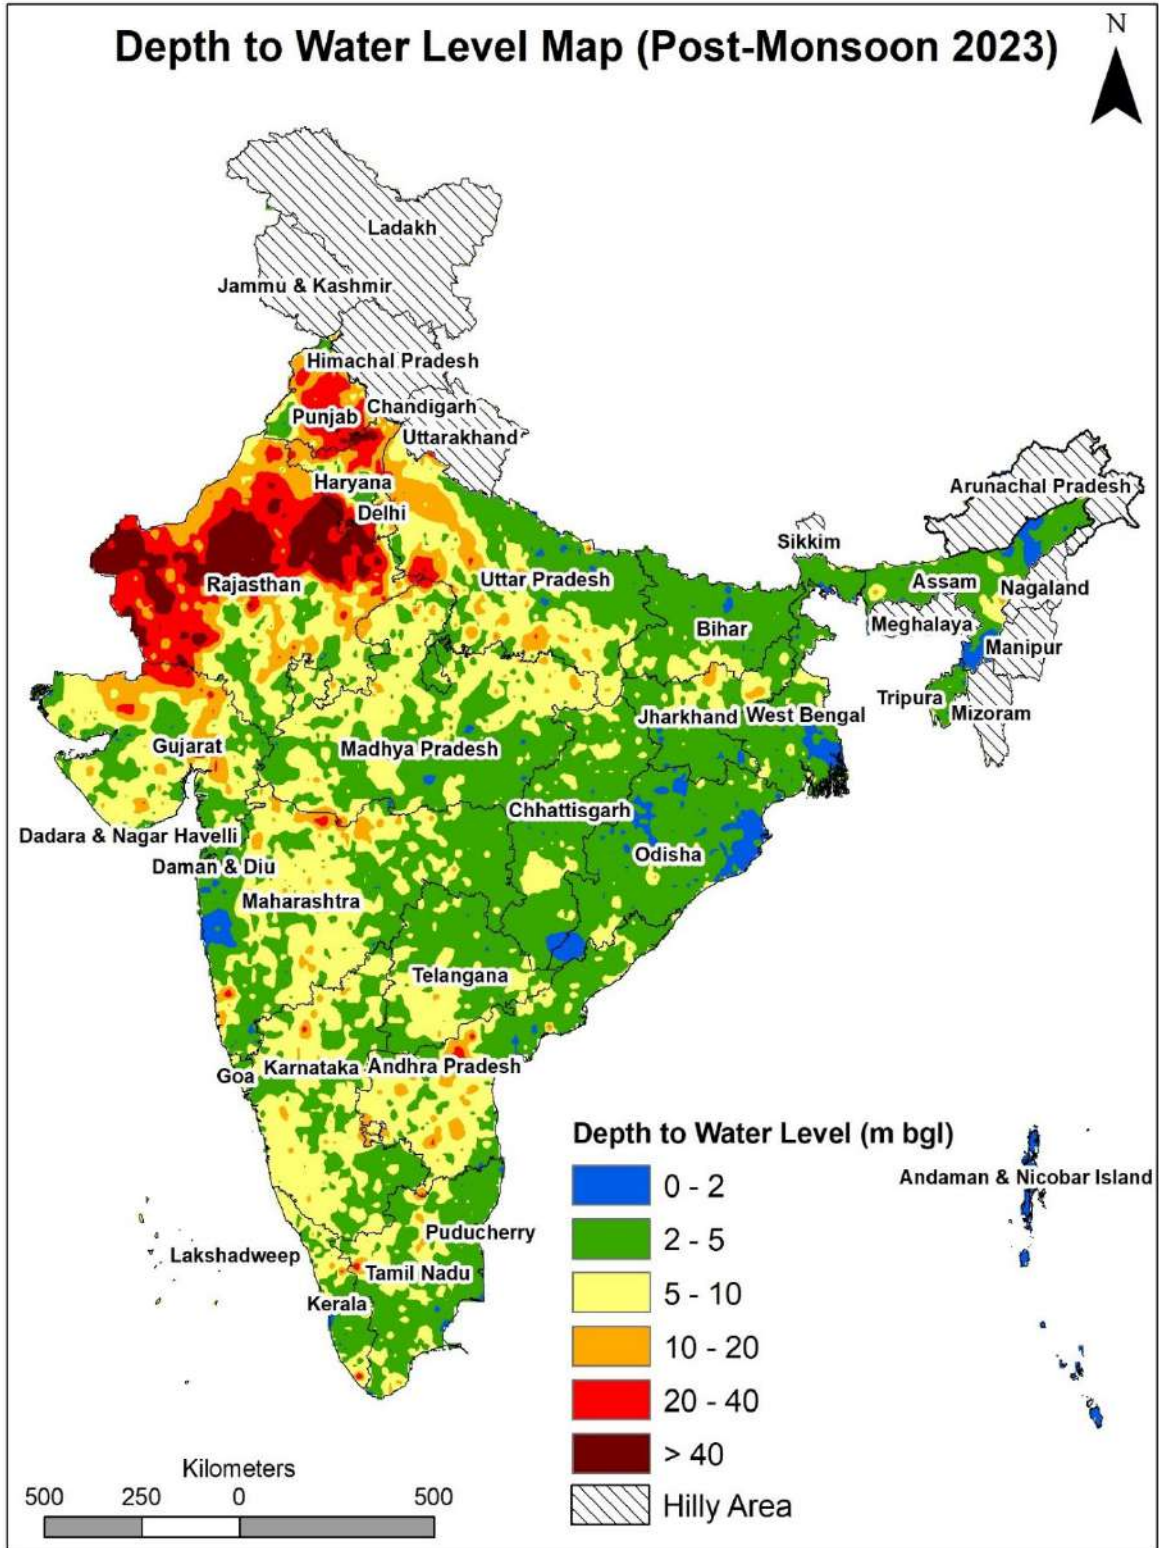 Depth to Water Level Map (Post-Monsoon 2023)
N
Ladakh
Jammu & Kashmir
Himachal Pradesh
Chandigarh
Punjab
Uttarakhand
Haryana
Delhi
Arunachal Pradesh
Sikkim
Rajasthan
Uttar Pradesh
Assam
Nagaland
Bihar
Meghalaya
Manipur
Tripura
Mizoram
Jharkhand
West Bengal
Gujarat
Madhya Pradesh
Chhattisgarh
Dadara & Nagar Havelli
Odisha
Daman & Diu
Maharashtra
Telangana
Goa
Karnataka
Andhra Pradesh
Andaman & Nicobar Island
Puducherry
Lakshadweep
Tamil Nadu
Kerala
Depth to Water Level (m bgl)
0 - 2
2 - 5
5 - 10
10 - 20
20 - 40
> 40
Hilly Area
Kilometers
500 250 0 500